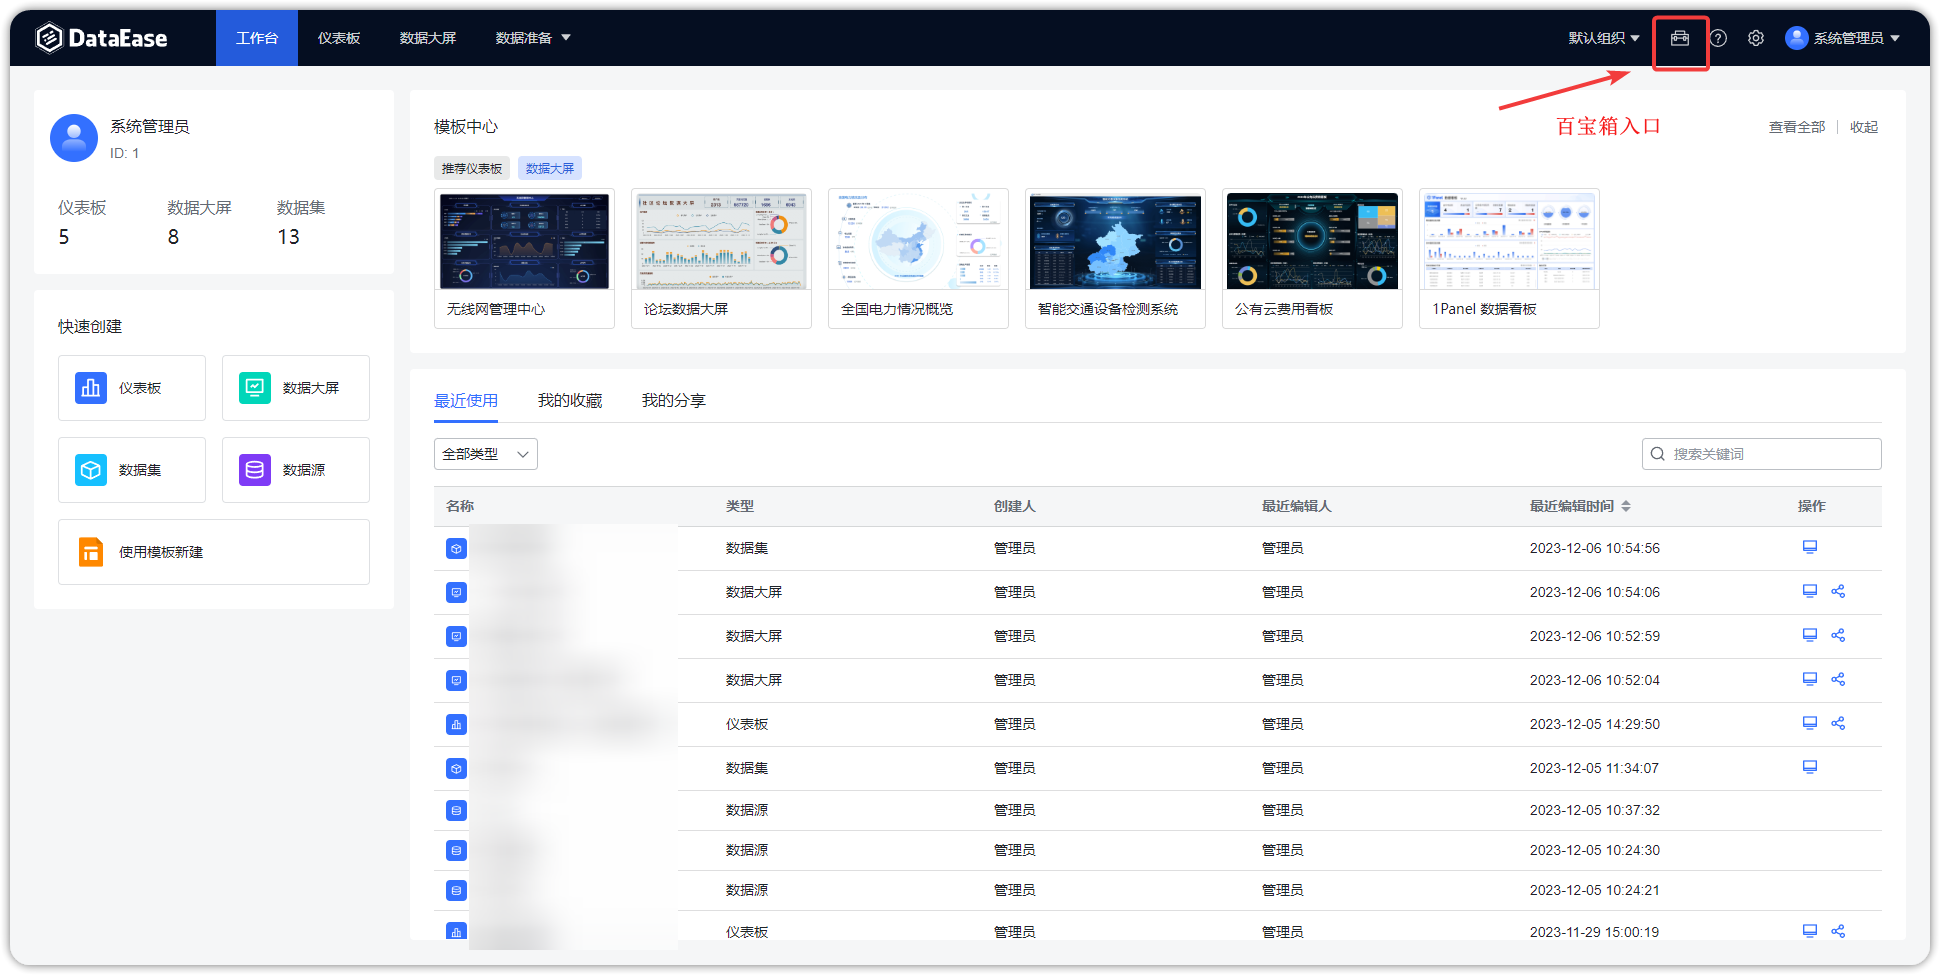 DataEase
工作台
仪表板
数据大屏
数据准备
默认组织
系统管理员
百宝箱入口
系统管理员
ID: 1
仪表板
数据大屏
数据集
5
8
13
快速创建
仪表板
数据大屏
数据集
数据源
使用模板新建
模板中心
查看全部
收起
推荐仪表板
数据大屏
无线网管理中心
论坛数据大屏
全国电力情况概览
智能交通设备检测系统
公有云费用看板
1Panel 数据看板
最近使用
我的收藏
我的分享
全部类型
搜索关键词
名称 类型 创建人 最近编辑人 最近编辑时间 操作
数据集 管理员 管理员 2023-12-06 10:54:56
数据大屏 管理员 管理员 2023-12-06 10:54:06
数据大屏 管理员 管理员 2023-12-06 10:52:59
数据大屏 管理员 管理员 2023-12-06 10:52:04
仪表板 管理员 管理员 2023-12-05 14:29:50
数据集 管理员 管理员 2023-12-05 11:34:07
数据源 管理员 管理员 2023-12-05 10:37:32
数据源 管理员 管理员 2023-12-05 10:24:30
数据源 管理员 管理员 2023-12-05 10:24:21
仪表板 管理员 管理员 2023-11-29 15:00:19